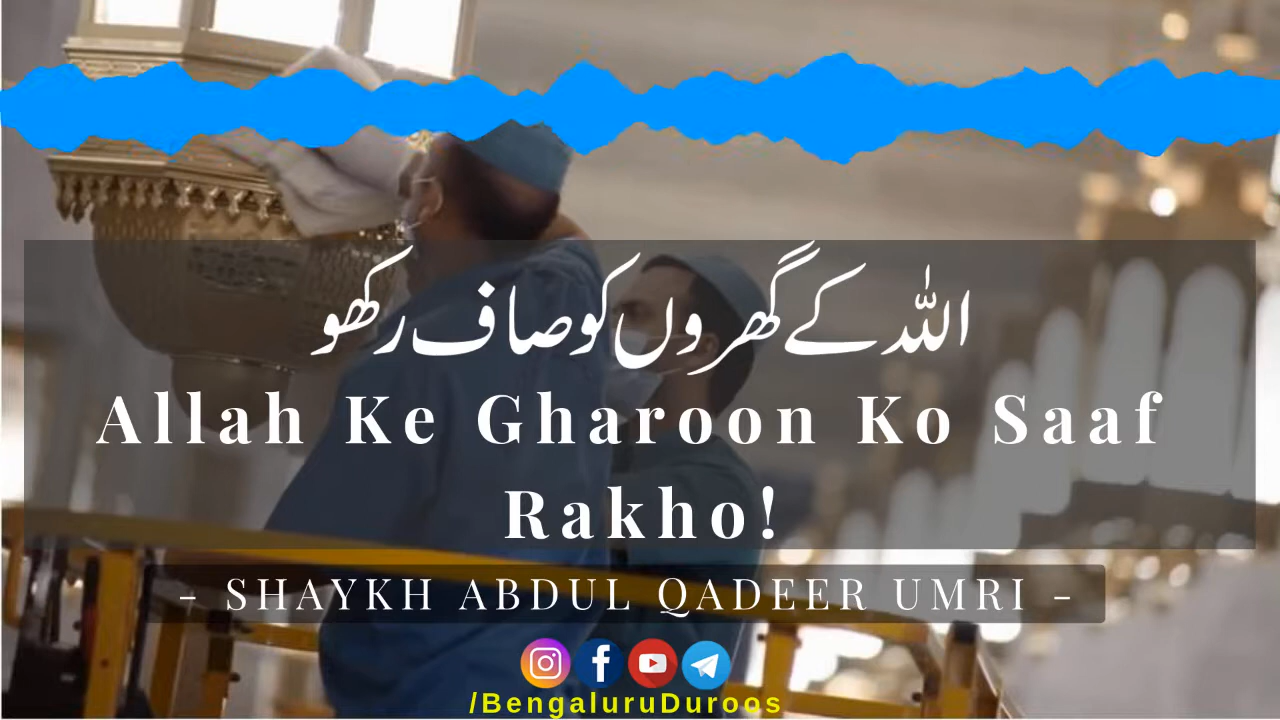 اللہ کے گھروں کو صاف رکھو
Allah Ke Gharoon Ko Saaf
Rakho!
- SHAYKH ABDUL QADEER UMRI -
/BengaluruDuroos